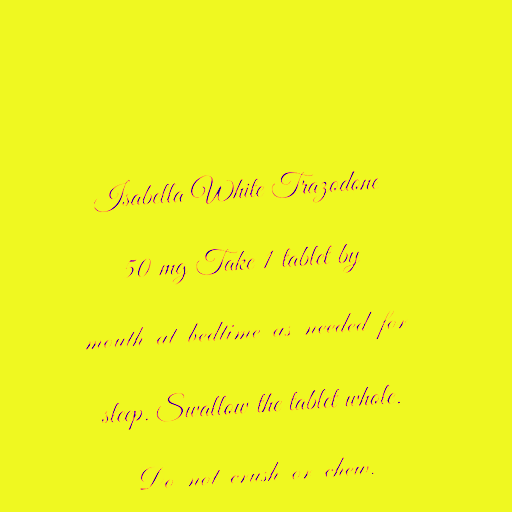 Isabella White Trazodone
50 mg Take 1 tablet by
mouth at bedtime as needed for
sleep. Swallow the tablet whole.
Do not crush or chew.